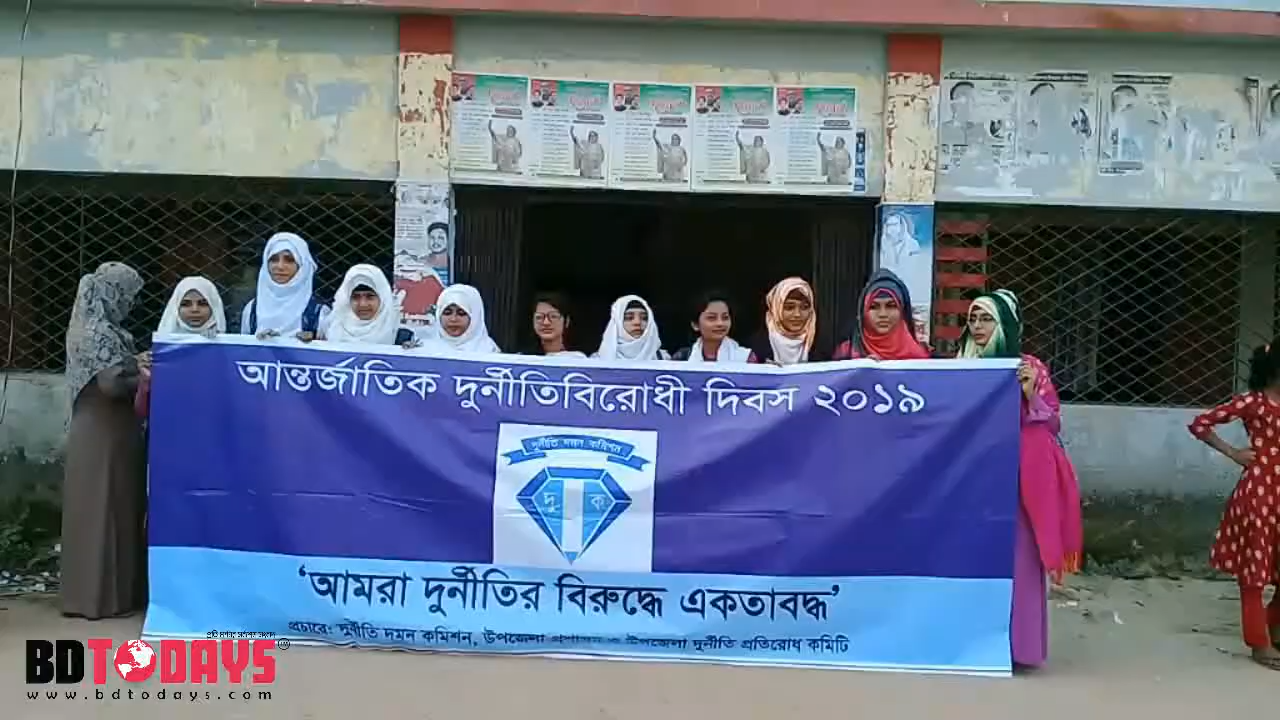 আন্তর্জাতিক দুর্নীতিবিরোধী দিবস ২০১৯
দুর্নীতি দমন কমিশন
দু ক
‘আমরা দুর্নীতির বিরুদ্ধে একতাবদ্ধ’
প্রচারে: দুর্নীতি দমন কমিশন, উপজেলা প্রশাসন ও উপজেলা দুর্নীতি প্রতিরোধ কমিটি
BDTODAYS
www.bdtodays.com